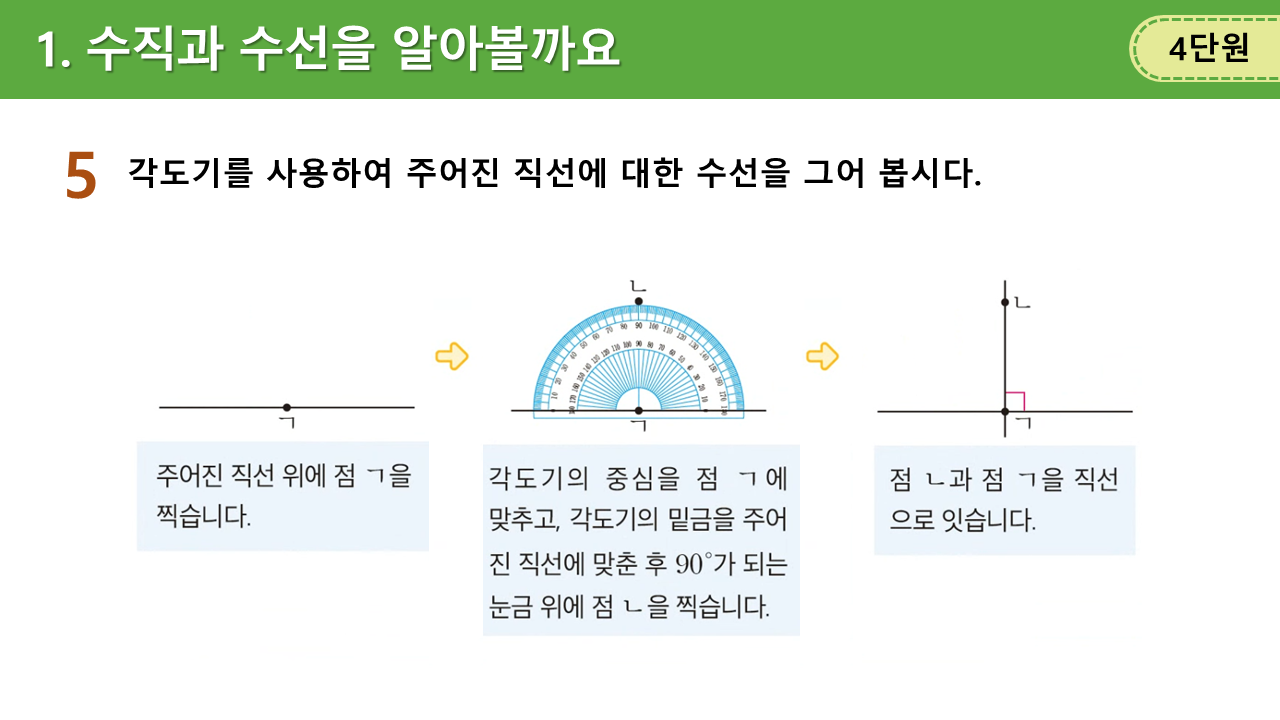 1. 수직과 수선을 알아볼까요
4단원
5 각도기를 사용하여 주어진 직선에 대한 수선을 그어 봅시다.
ㄱ
주어진 직선 위에 점 ㄱ을
찍습니다.
ㄴ
ㄱ
각도기의 중심을 점 ㄱ에
맞추고, 각도기의 밑금을 주어
진 직선에 맞춘 후 90°가 되는
눈금 위에 점 ㄴ을 찍습니다.
ㄴ
ㄱ
점 ㄴ과 점 ㄱ을 직선
으로 잇습니다.